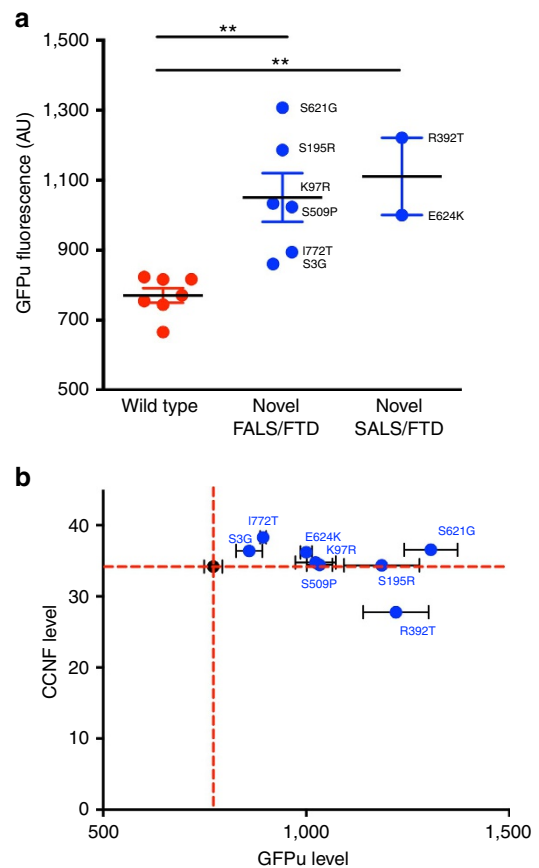 a
**
**
1,500
1,300
1,100
900
700
500
GFPu fluorescence (AU)
S621G
S195R
K97R
S509P
I772T
S3G
R392T
E624K
Wild type
Novel
FALS/FTD
Novel
SALS/FTD
b
40
30
20
10
0
CCNF level
I772T
S3G
E624K
K97R
S509P
S195R
S621G
R392T
500
1,000
1,500
GFPu level